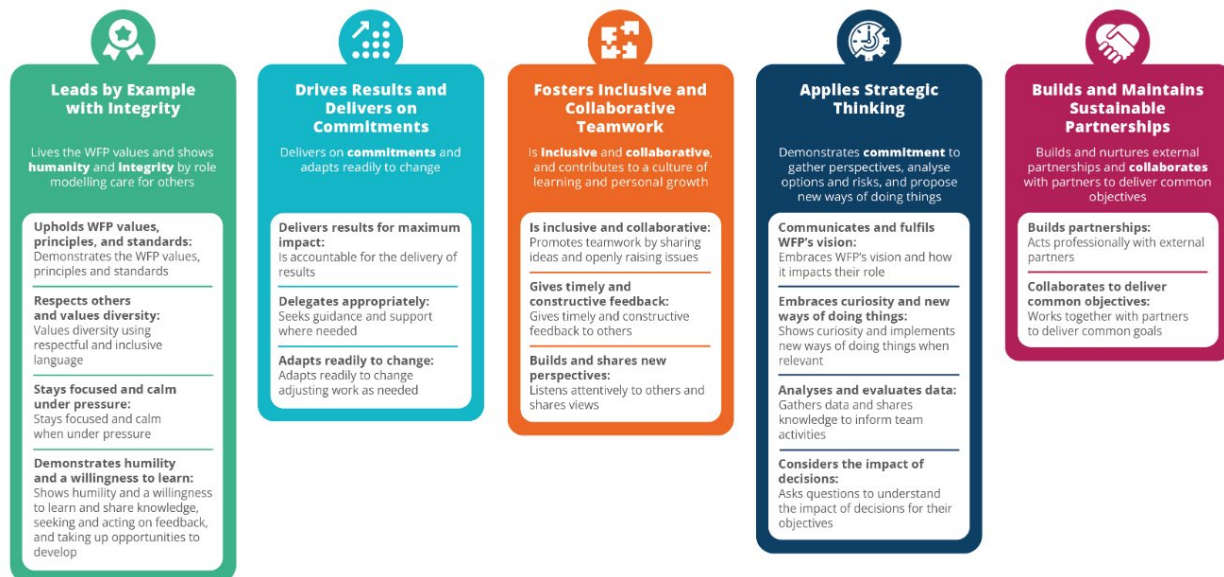 Leads by Example
with Integrity
Lives the WFP values and shows
humanity and integrity by role
modelling care for others
Upholds WFP values,
principles, and standards:
Demonstrates the WFP values,
principles and standards
Respects others
and values diversity:
Values diversity using
respectful and inclusive
language
Stays focused and calm
under pressure:
Stays focused and calm
when under pressure
Demonstrates humility
and a willingness to learn:
Shows humility and a willingness
to learn and share knowledge,
seeking and acting on feedback,
and taking up opportunities to
develop
Drives Results and
Delivers on
Commitments
Delivers on commitments and
adapts readily to change
Delivers results for maximum
impact:
Is accountable for the delivery of
results
Delegates appropriately:
Seeks guidance and support
where needed
Adapts readily to change:
Adapts readily to change
adjusting work as needed
Fosters Inclusive and
Collaborative
Teamwork
Is inclusive and collaborative,
and contributes to a culture of
learning and personal growth
Is inclusive and collaborative:
Promotes teamwork by sharing
ideas and openly raising issues
Gives timely and
constructive feedback:
Gives timely and constructive
feedback to others
Builds and shares new
perspectives:
Listens attentively to others and
shares views
Applies Strategic
Thinking
Demonstrates commitment to
gather perspectives, analyse
options and risks, and propose
new ways of doing things
Communicates and fulfils
WFP's vision:
Embraces WFP's vision and how
it impacts their role
Embraces curiosity and new
ways of doing things:
Shows curiosity and implements
new ways of doing things when
relevant
Analyses and evaluates data:
Gathers data and shares
knowledge to inform team
activities
Considers the impact of
decisions:
Asks questions to understand
the impact of decisions for their
objectives
Builds and Maintains
Sustainable
Partnerships
Builds and nurtures external
partnerships and collaborates
with partners to deliver common
objectives
Builds partnerships:
Acts professionally with external
partners
Collaborates to deliver
common objectives:
Works together with partners
to deliver common goals